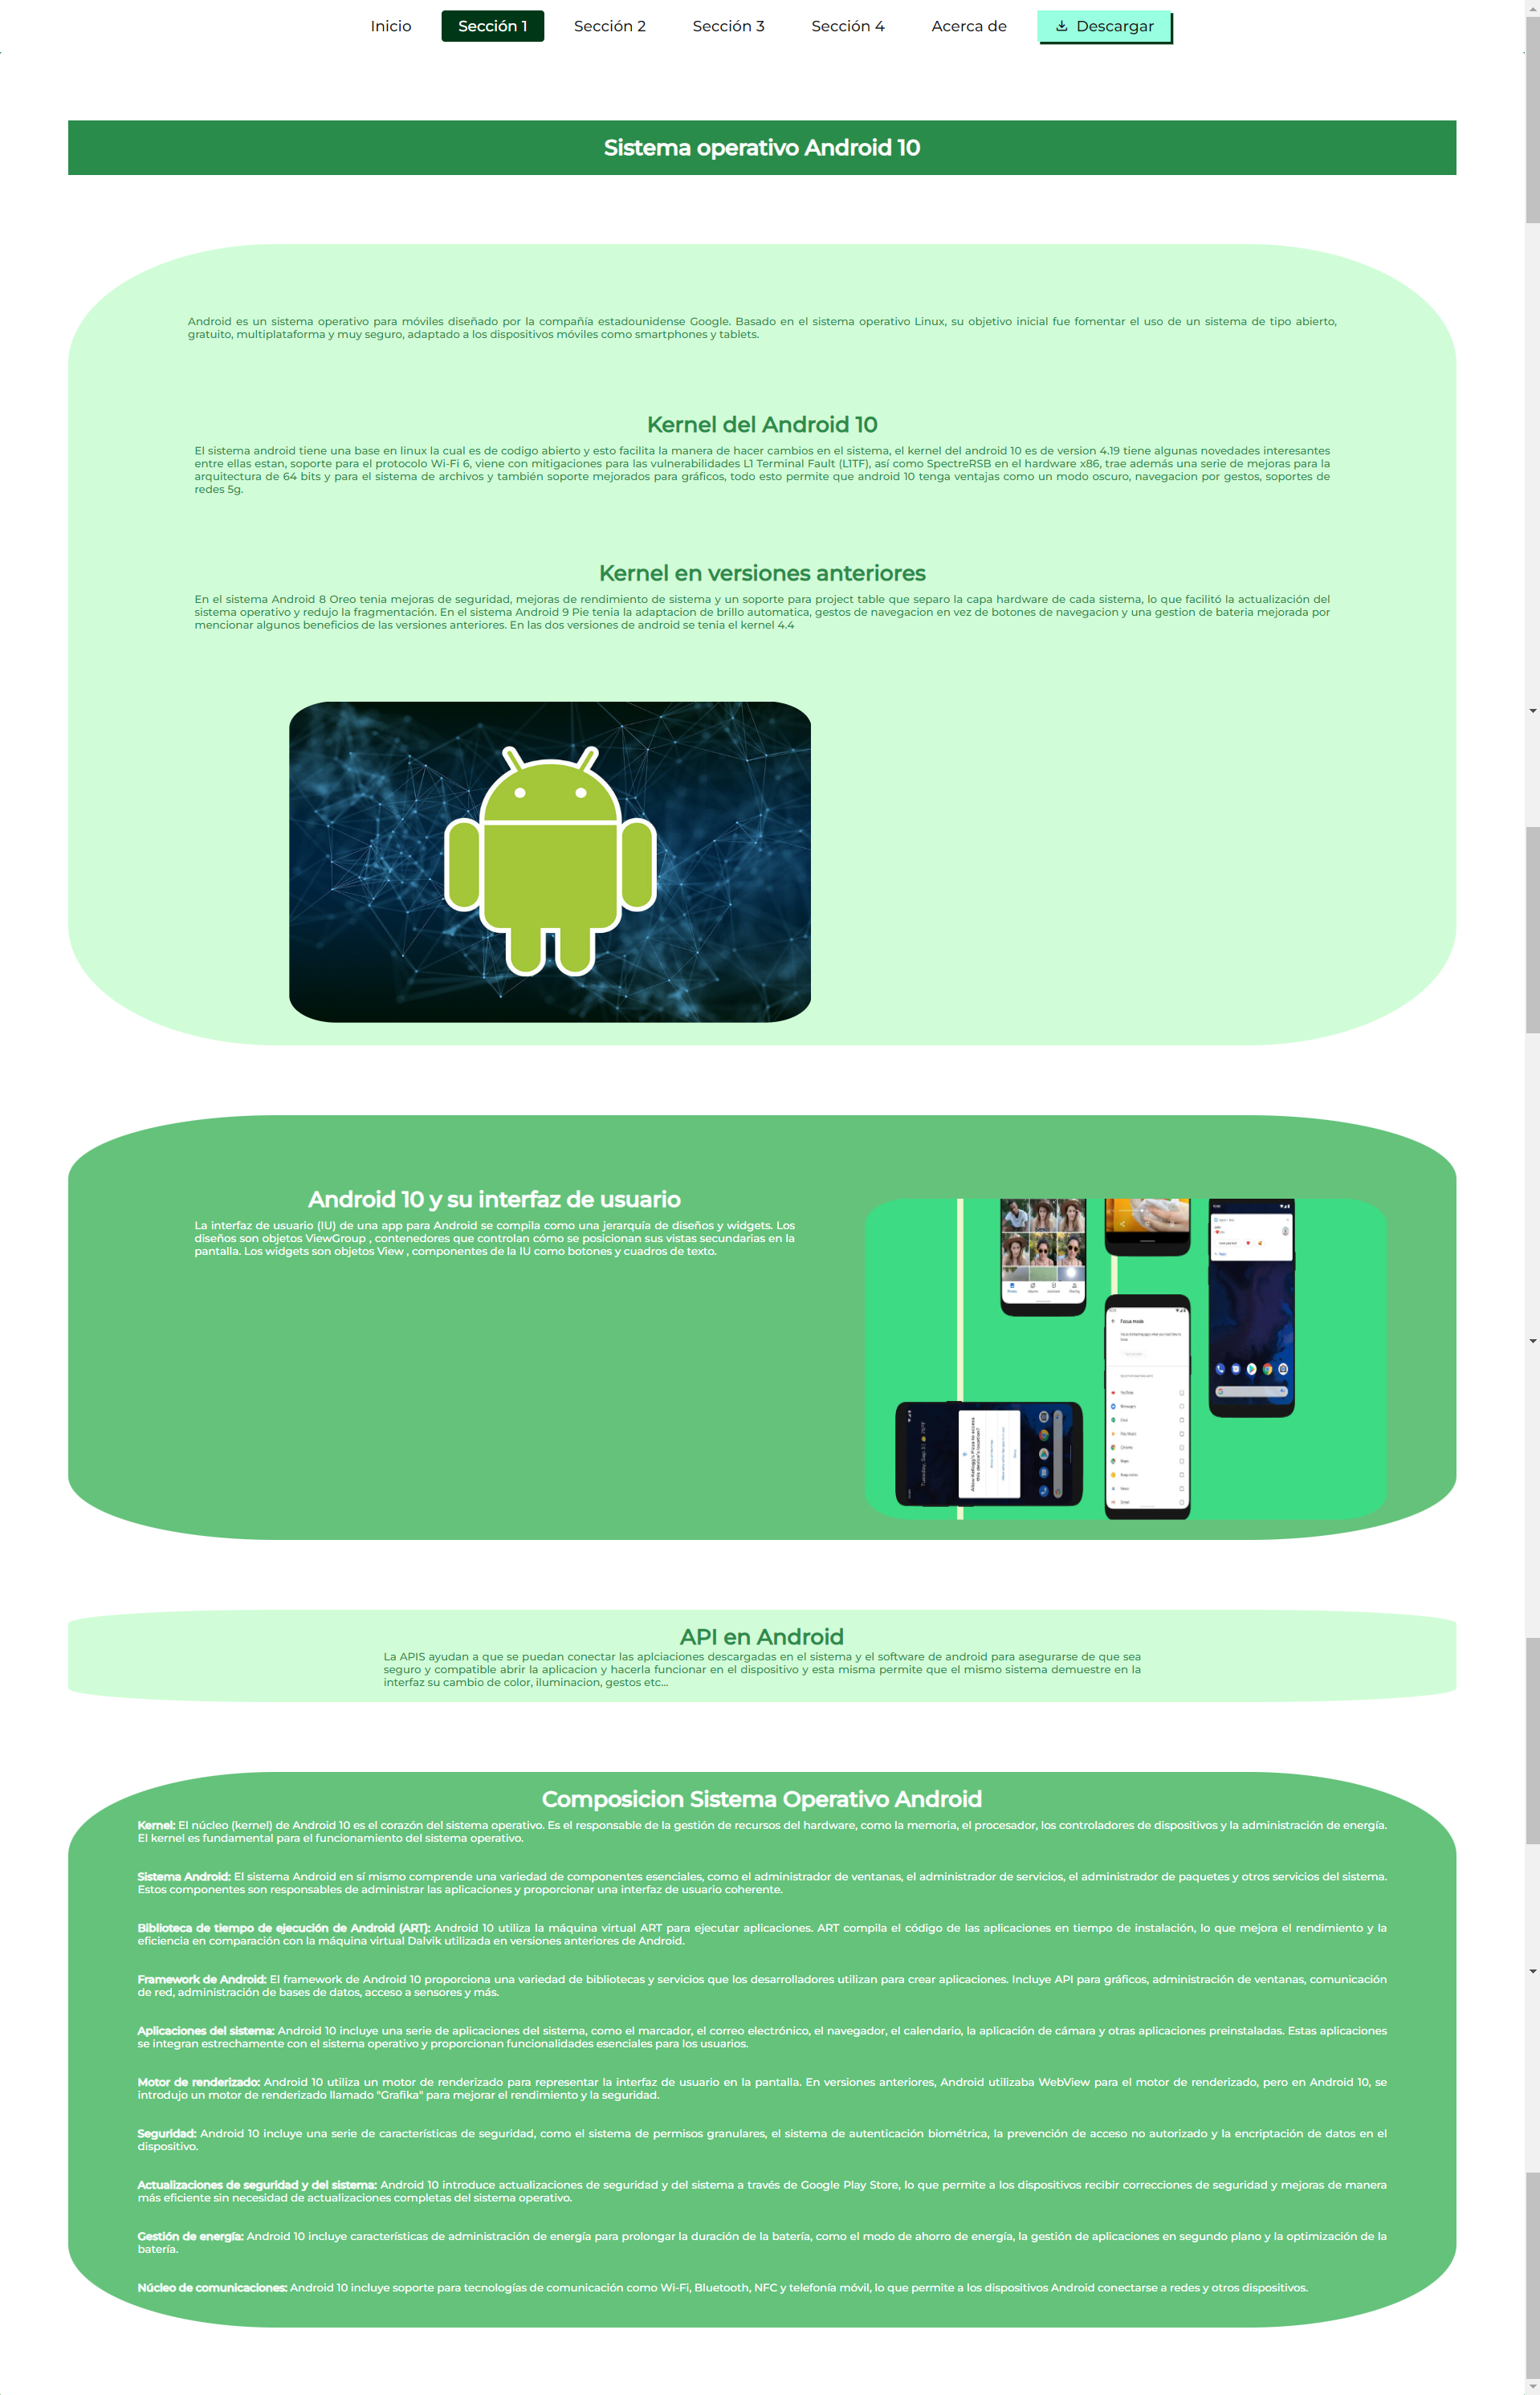 Inicio
Sección 1
Sección 2
Sección 3
Sección 4
Acerca de
Descargar
Sistema operativo Android 10
Android es un sistema operativo para móviles diseñado por la compañía estadounidense Google. Basado en el sistema operativo Linux, su objetivo inicial fue fomentar el uso de un sistema de tipo abierto,
gratuito, multiplataforma y muy seguro, adaptado a los dispositivos móviles como smartphones y tablets.
Kernel del Android 10
El sistema android tiene una base en linux la cual es de codigo abierto y esto facilita la manera de hacer cambios en el sistema, el kernel del android 10 es de version 4.19 tiene algunas novedades interesantes
entre ellas estan, soporte para el protocolo Wi-Fi 6, viene con mitigaciones para las vulnerabilidades L1 Terminal Fault (L1TF), así como SpectreRSB en el hardware x86, trae además una serie de mejoras para la
arquitectura de 64 bits y para el sistema de archivos y también soporte mejorados para gráficos, todo esto permite que android 10 tenga ventajas como un modo oscuro, navegacion por gestos, soportes de
redes 5g.
Kernel en versiones anteriores
En el sistema Android 8 Oreo tenia mejoras de seguridad, mejoras de rendimiento de sistema y un soporte para project table que separo la capa hardware de cada sistema, lo que facilitó la actualización del
sistema operativo y redujo la fragmentación. En el sistema Android 9 Pie tenia la adaptacion de brillo automatica, gestos de navegacion en vez de botones de navegacion y una gestion de bateria mejorada por
mencionar algunos beneficios de las versiones anteriores. En las dos versiones de android se tenia el kernel 4.4
Android 10 y su interfaz de usuario
La interfaz de usuario (IU) de una app para Android se compila como una jerarquía de diseños y widgets. Los
diseños son objetos ViewGroup , contenedores que controlan cómo se posicionan sus vistas secundarias en la
pantalla. Los widgets son objetos View , componentes de la IU como botones y cuadros de texto.
Focus mode
API en Android
La APIS ayudan a que se puedan conectar las aplciaciones descargadas en el sistema y el software de android para asegurarse de que sea
seguro y compatible abrir la aplicacion y hacerla funcionar en el dispositivo y esta misma permite que el mismo sistema demuestre en la
interfaz su cambio de color, iluminacion, gestos etc...
Composicion Sistema Operativo Android
Kernel: El núcleo (kernel) de Android 10 es el corazón del sistema operativo. Es el responsable de la gestión de recursos del hardware, como la memoria, el procesador, los controladores de dispositivos y la administración de energía.
El kernel es fundamental para el funcionamiento del sistema operativo.
Sistema Android: El sistema Android en sí mismo comprende una variedad de componentes esenciales, como el administrador de ventanas, el administrador de servicios, el administrador de paquetes y otros servicios del sistema.
Estos componentes son responsables de administrar las aplicaciones y proporcionar una interfaz de usuario coherente.
Biblioteca de tiempo de ejecución de Android (ART): Android 10 utiliza la máquina virtual ART para ejecutar aplicaciones. ART compila el código de las aplicaciones en tiempo de instalación, lo que mejora el rendimiento y la
eficiencia en comparación con la máquina virtual Dalvik utilizada en versiones anteriores de Android.
Framework de Android: El framework de Android 10 proporciona una variedad de bibliotecas y servicios que los desarrolladores utilizan para crear aplicaciones. Incluye API para gráficos, administración de ventanas, comunicación
de red, administración de bases de datos, acceso a sensores y más.
Aplicaciones del sistema: Android 10 incluye una serie de aplicaciones del sistema, como el marcador, el correo electrónico, el navegador, el calendario, la aplicación de cámara y otras aplicaciones preinstaladas. Estas aplicaciones
se integran estrechamente con el sistema operativo y proporcionan funcionalidades esenciales para los usuarios.
Motor de renderizado: Android 10 utiliza un motor de renderizado para representar la interfaz de usuario en la pantalla. En versiones anteriores, Android utilizaba WebView para el motor de renderizado, pero en Android 10, se
introdujo un motor de renderizado llamado "Grafika" para mejorar el rendimiento y la seguridad.
Seguridad: Android 10 incluye una serie de características de seguridad, como el sistema de permisos granulares, el sistema de autenticación biométrica, la prevención de acceso no autorizado y la encriptación de datos en el
dispositivo.
Actualizaciones de seguridad y del sistema: Android 10 introduce actualizaciones de seguridad y del sistema a través de Google Play Store, lo que permite a los dispositivos recibir correcciones de seguridad y mejoras de manera
más eficiente sin necesidad de actualizaciones completas del sistema operativo.
Gestión de energía: Android 10 incluye características de administración de energía para prolongar la duración de la batería, como el modo de ahorro de energía, la gestión de aplicaciones en segundo plano y la optimización de la
batería.
Núcleo de comunicaciones: Android 10 incluye soporte para tecnologías de comunicación como Wi-Fi, Bluetooth, NFC y telefonía móvil, lo que permite a los dispositivos Android conectarse a redes y otros dispositivos.